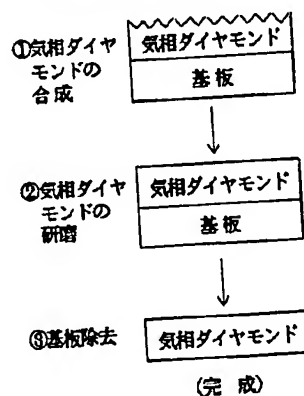 ①気相ダイヤ
モンドの
合成
気相ダイヤモンド
基板
②気相ダイヤ
モンドの
研磨
気相ダイヤモンド
基板
③基板除去
気相ダイヤモンド
(完 成)